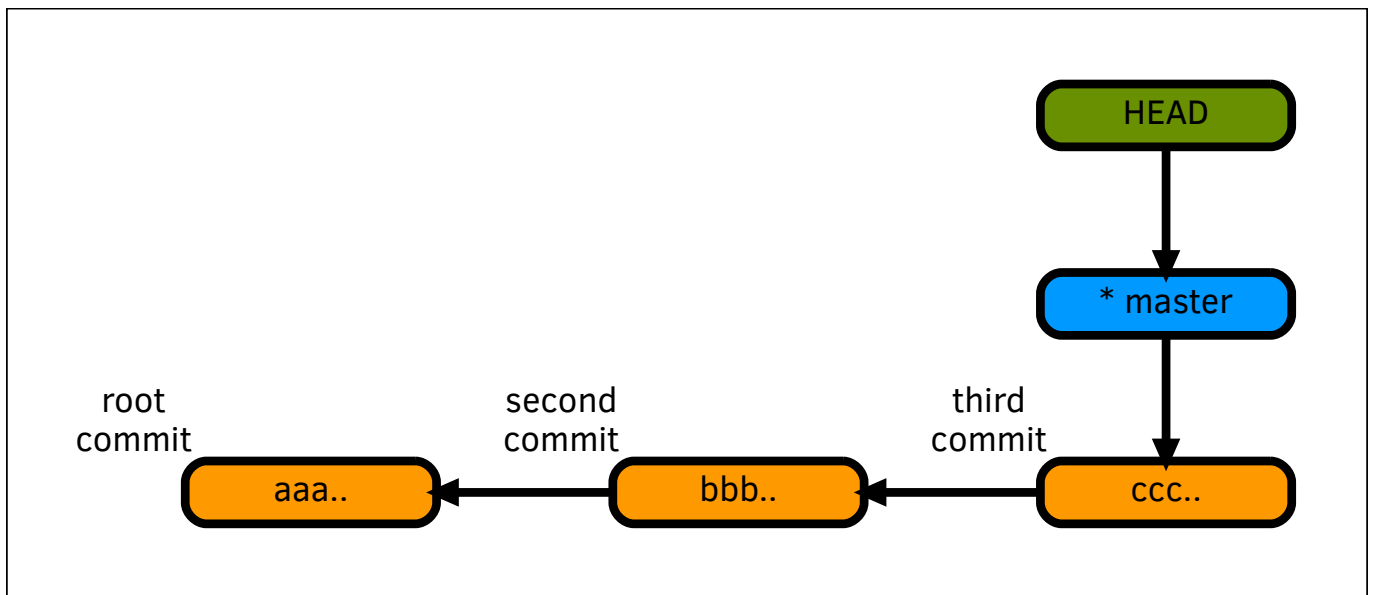 HEAD
* master
root
commit
second
commit
third
commit
aaa..
bbb..
ccc..